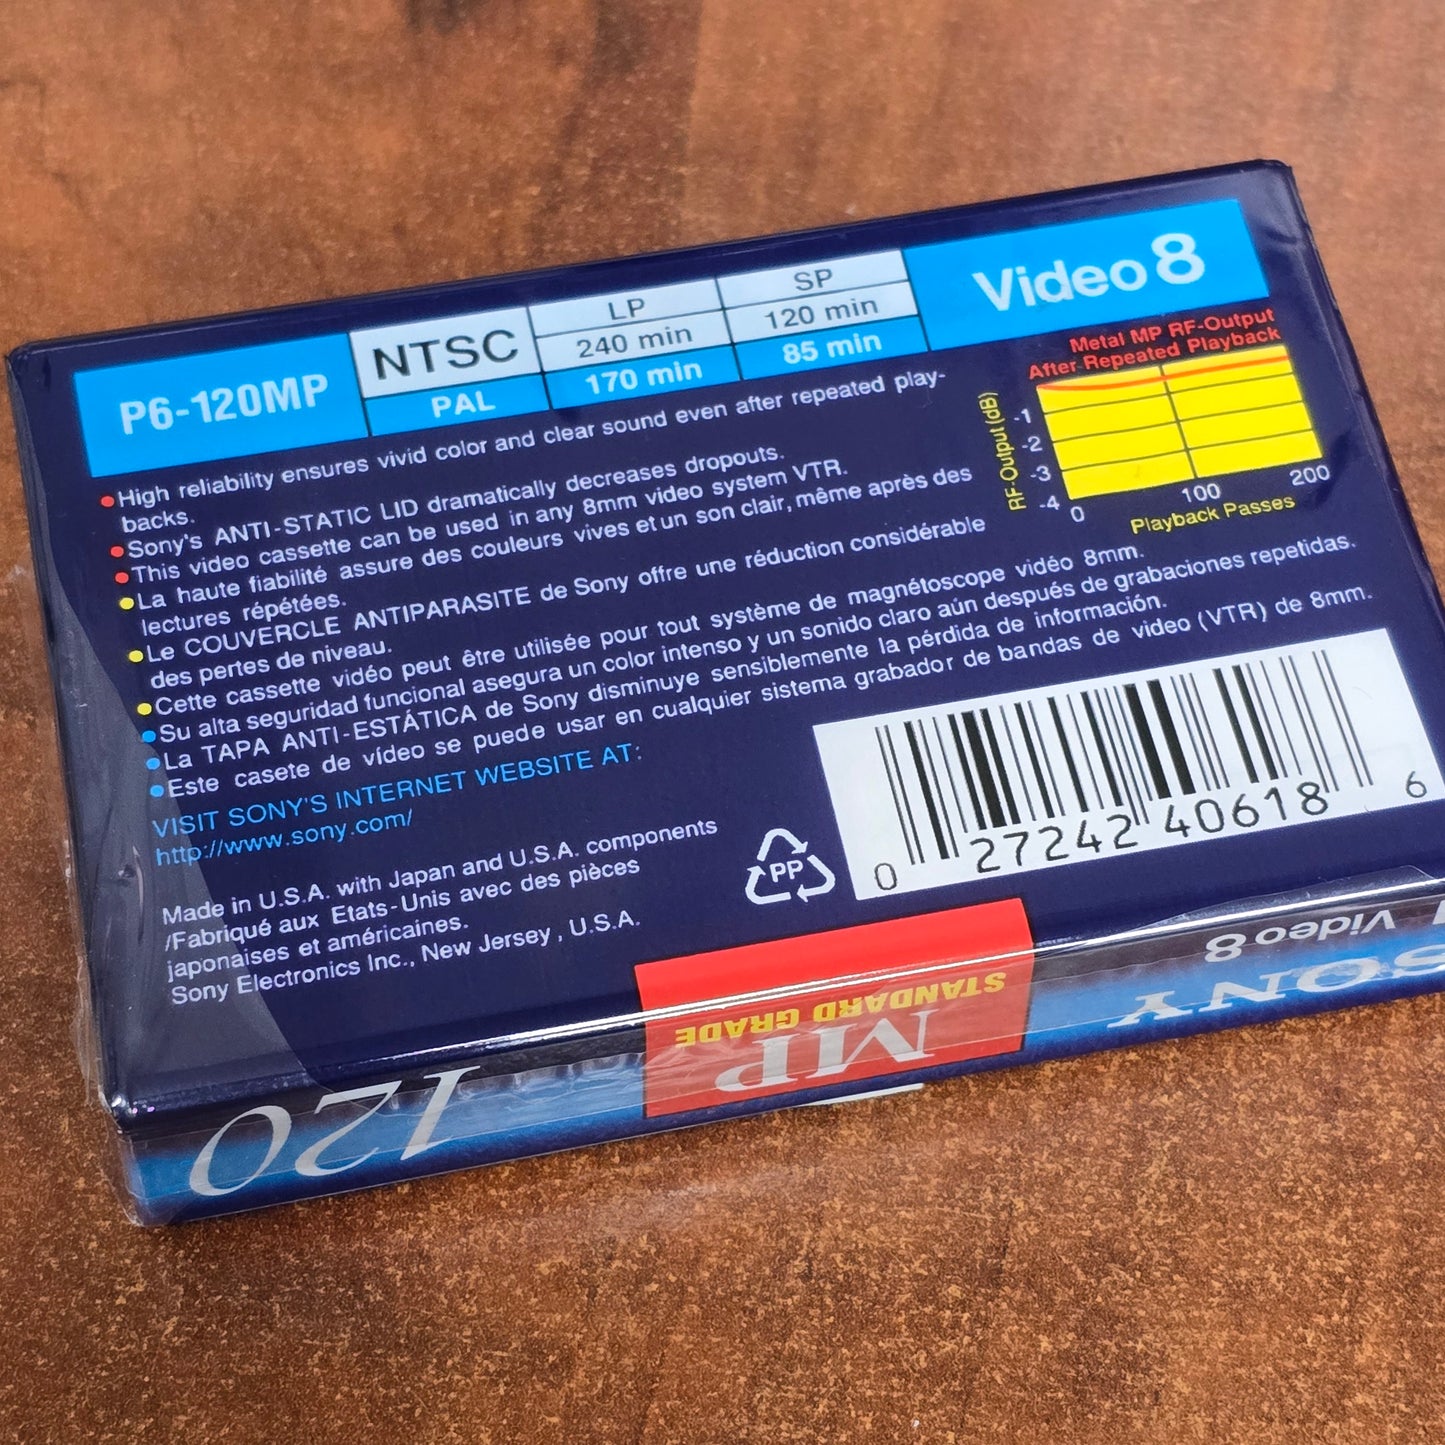 P6-120MP
NTSC
PAL
LP
240 min
170 min
SP
120 min
85 min
Video 8
Metal MP RF-Output
After Repeated Playback
RF-Output (dB)
-1
-2
-3
-4
0
100
200
Playback Passes
•High reliability ensures vivid color and clear sound even after repeated play-
backs.
•Sony's ANTI-STATIC LID dramatically decreases dropouts.
•This video cassette can be used in any 8mm video system VTR.
•La haute fiabilité assure des couleurs vives et un son clair, même après des
lectures répétées.
•Le COUVERCLE ANTIPARASITE de Sony offre une réduction considérable
des pertes de niveau.
•Cette cassette vidéo peut être utilisée pour tout système de magnétoscope vidéo 8mm.
•Su alta seguridad funcional asegura un color intenso y un sonido claro aún después de grabaciones repetidas.
•La TAPA ANTI-ESTÁTICA de Sony disminuye sensiblemente la pérdida de información.
•Este casete de vídeo se puede usar en cualquier sistema grabador de bandas de video (VTR) de 8mm.
VISIT SONY'S INTERNET WEBSITE AT:
http://www.sony.com/
Made in U.S.A. with Japan and U.S.A. components
/Fabriqué aux Etats-Unis avec des pièces
japonaises et américaines.
Sony Electronics Inc., New Jersey, U.S.A.
PP
0 27242 40618 6
SONY
Video 8
MP
STANDARD GRADE
120